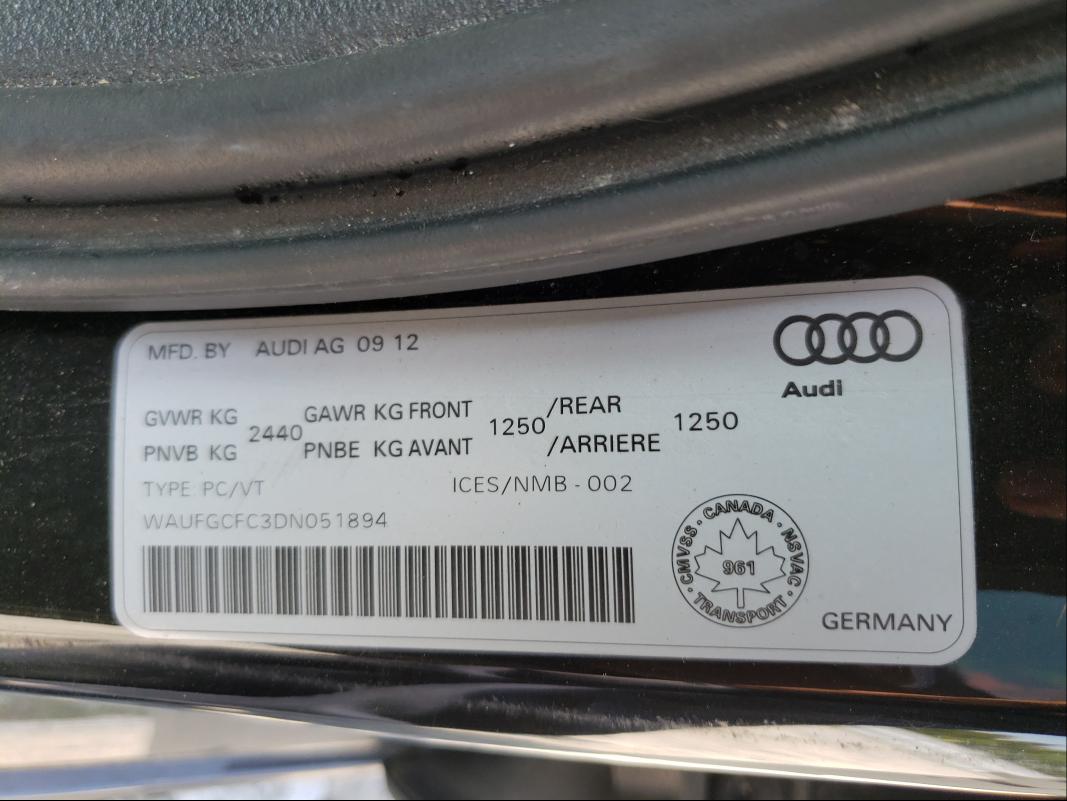 MFD. BY AUDI AG 09 12
Audi
GVWR KG 2440 GAWR KG FRONT 1250 /REAR 1250
PNVB KG PNBE KG AVANT /ARRIERE
TYPE PC/VT ICES/NMB - 002
WAUFGCFC3DN051894
CANADA · NSVAC · TRANSPORT · CMVSS ·
961
GERMANY